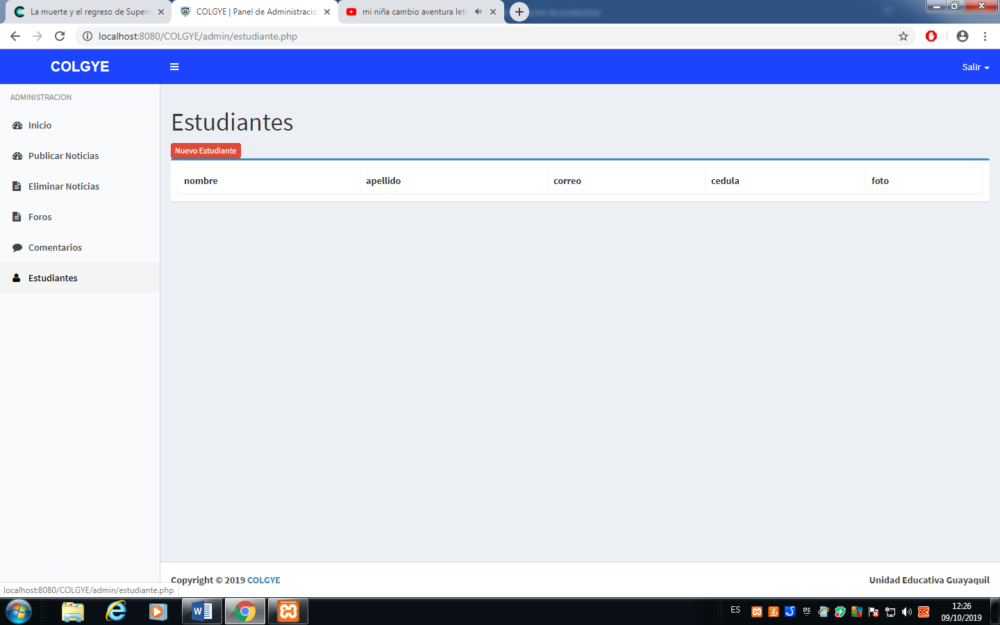 La muerte y el regreso de Superm
COLGYE | Panel de Administracio
mi niña cambio aventura letr
localhost:8080/COLGYE/admin/estudiante.php
COLGYE
Salir
ADMINISTRACION
Inicio
Publicar Noticias
Eliminar Noticias
Foros
Comentarios
Estudiantes
Estudiantes
Nuevo Estudiante
nombre apellido correo cedula foto
Copyright © 2019 COLGYE
Unidad Educativa Guayaquil
localhost:8080/COLGYE/admin/estudiante.php
ES
12:26
09/10/2019